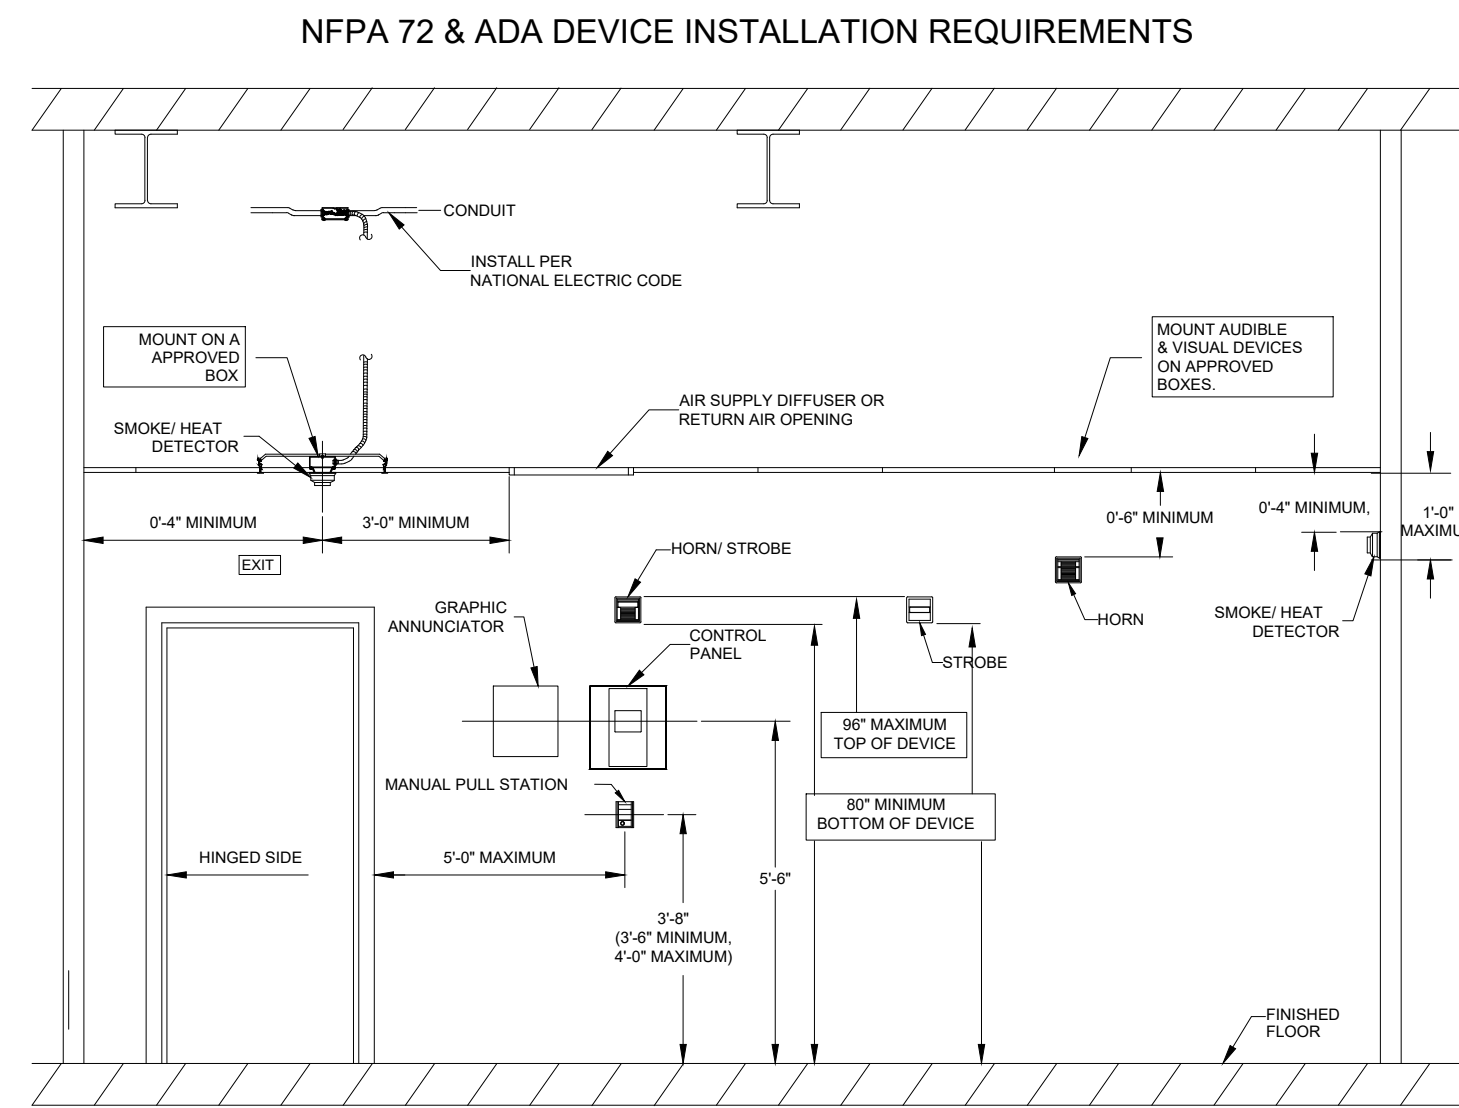 NFPA 72 & ADA DEVICE INSTALLATION REQUIREMENTS
CONDUIT
INSTALL PER
NATIONAL ELECTRIC CODE
MOUNT ON A
APPROVED
BOX
MOUNT AUDIBLE
& VISUAL DEVICES
ON APPROVED
BOXES.
SMOKE/ HEAT
DETECTOR
AIR SUPPLY DIFFUSER OR
RETURN AIR OPENING
0'-4" MINIMUM
3'-0" MINIMUM
0'-6" MINIMUM
0'-4" MINIMUM,
1'-0"
MAXIMU
EXIT
HORN/ STROBE
GRAPHIC
ANNUNCIATOR
CONTROL
PANEL
STROBE
HORN
SMOKE/ HEAT
DETECTOR
96" MAXIMUM
TOP OF DEVICE
MANUAL PULL STATION
80" MINIMUM
BOTTOM OF DEVICE
HINGED SIDE
5'-0" MAXIMUM
5'-6"
3'-8"
(3'-6" MINIMUM,
4'-0" MAXIMUM)
FINISHED
FLOOR